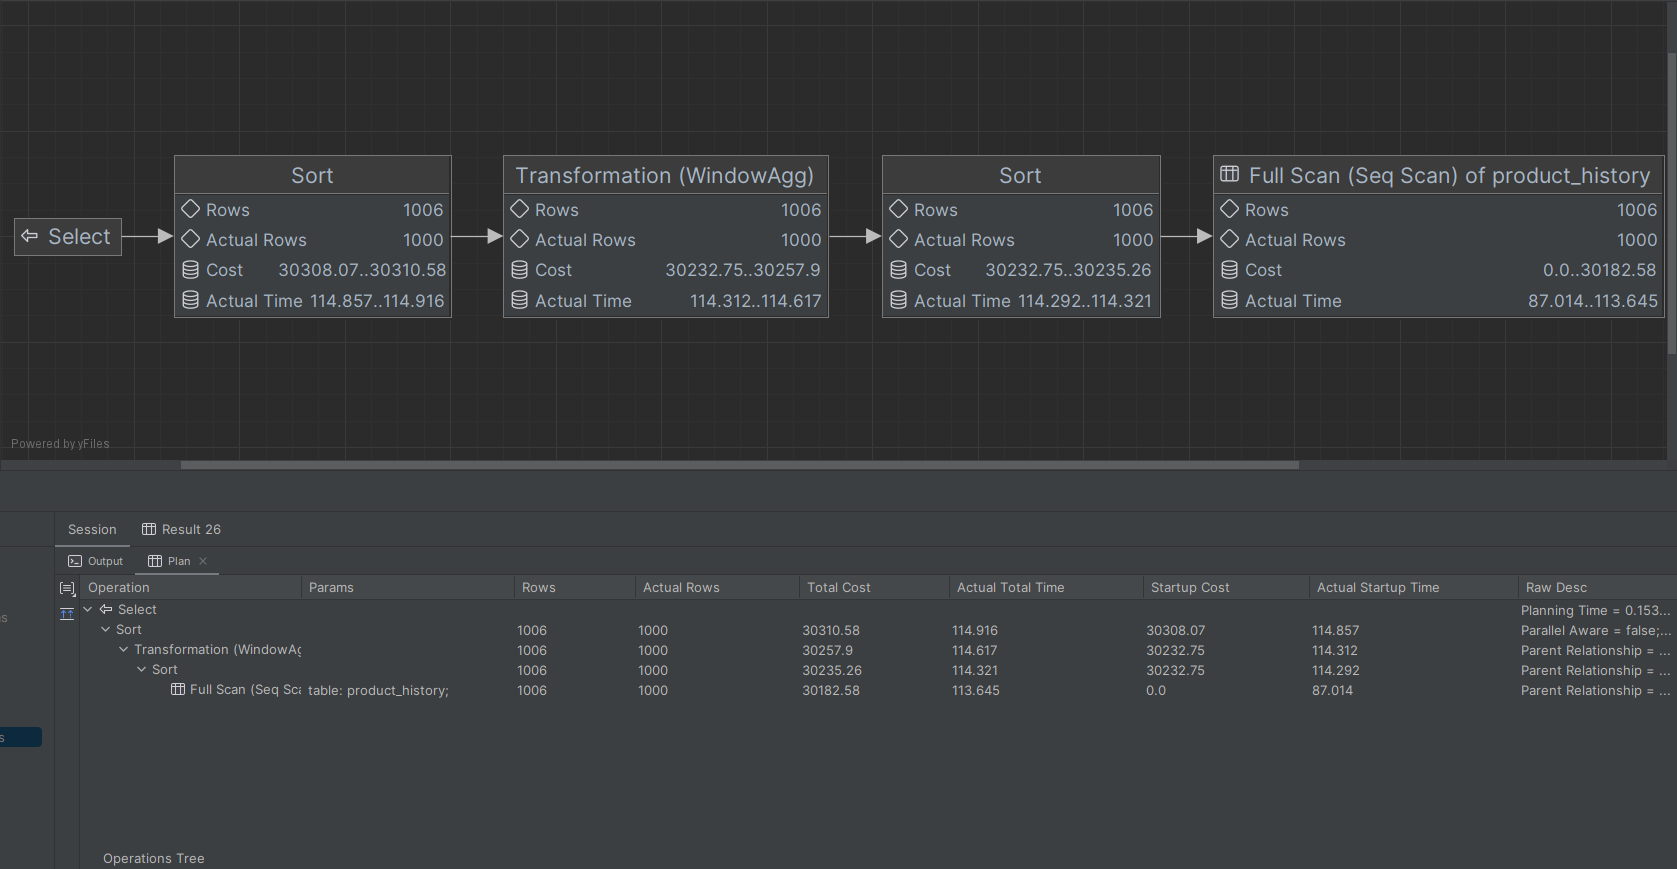 Select
Sort
Rows 1006
Actual Rows 1000
Cost 30308.07..30310.58
Actual Time 114.857..114.916
Transformation (WindowAgg)
Rows 1006
Actual Rows 1000
Cost 30232.75..30257.9
Actual Time 114.312..114.617
Sort
Rows 1006
Actual Rows 1000
Cost 30232.75..30235.26
Actual Time 114.292..114.321
Full Scan (Seq Scan) of product_history
Rows 1006
Actual Rows 1000
Cost 0.0..30182.58
Actual Time 87.014..113.645
Powered by yFiles
Session Result 26
Output Plan
Operation Params Rows Actual Rows Total Cost Actual Total Time Startup Cost Actual Startup Time Raw Desc
Select Planning Time = 0.153...
Sort 1006 1000 30310.58 114.916 30308.07 114.857 Parallel Aware = false;...
Transformation (WindowAg 1006 1000 30257.9 114.617 30232.75 114.312 Parent Relationship = ...
Sort 1006 1000 30235.26 114.321 30232.75 114.292 Parent Relationship = ...
Full Scan (Seq Sca table: product_history; 1006 1000 30182.58 113.645 0.0 87.014 Parent Relationship = ...
s
Operations Tree